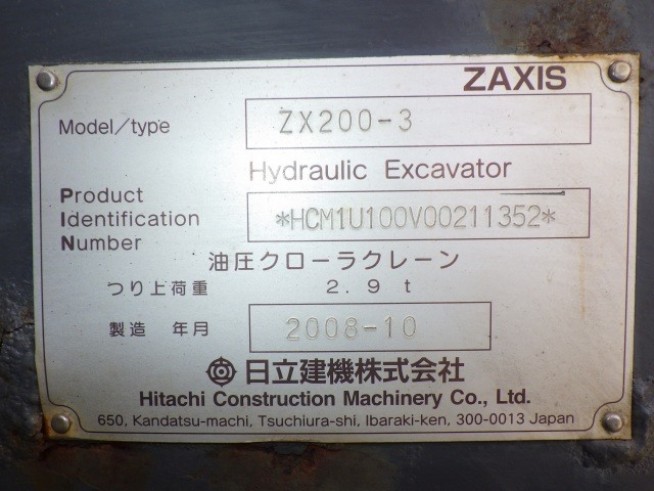 ZAXIS
Model/type ZX200-3
Hydraulic Excavator
Product
Identification
Number
*HCM1U100V00211352*
油圧クローラクレーン
つり上荷重 2.9 t
製造 年月 2008-10
日立建機株式会社
Hitachi Construction Machinery Co., Ltd.
650, Kandatsu-machi, Tsuchiura-shi, Ibaraki-ken, 300-0013 Japan